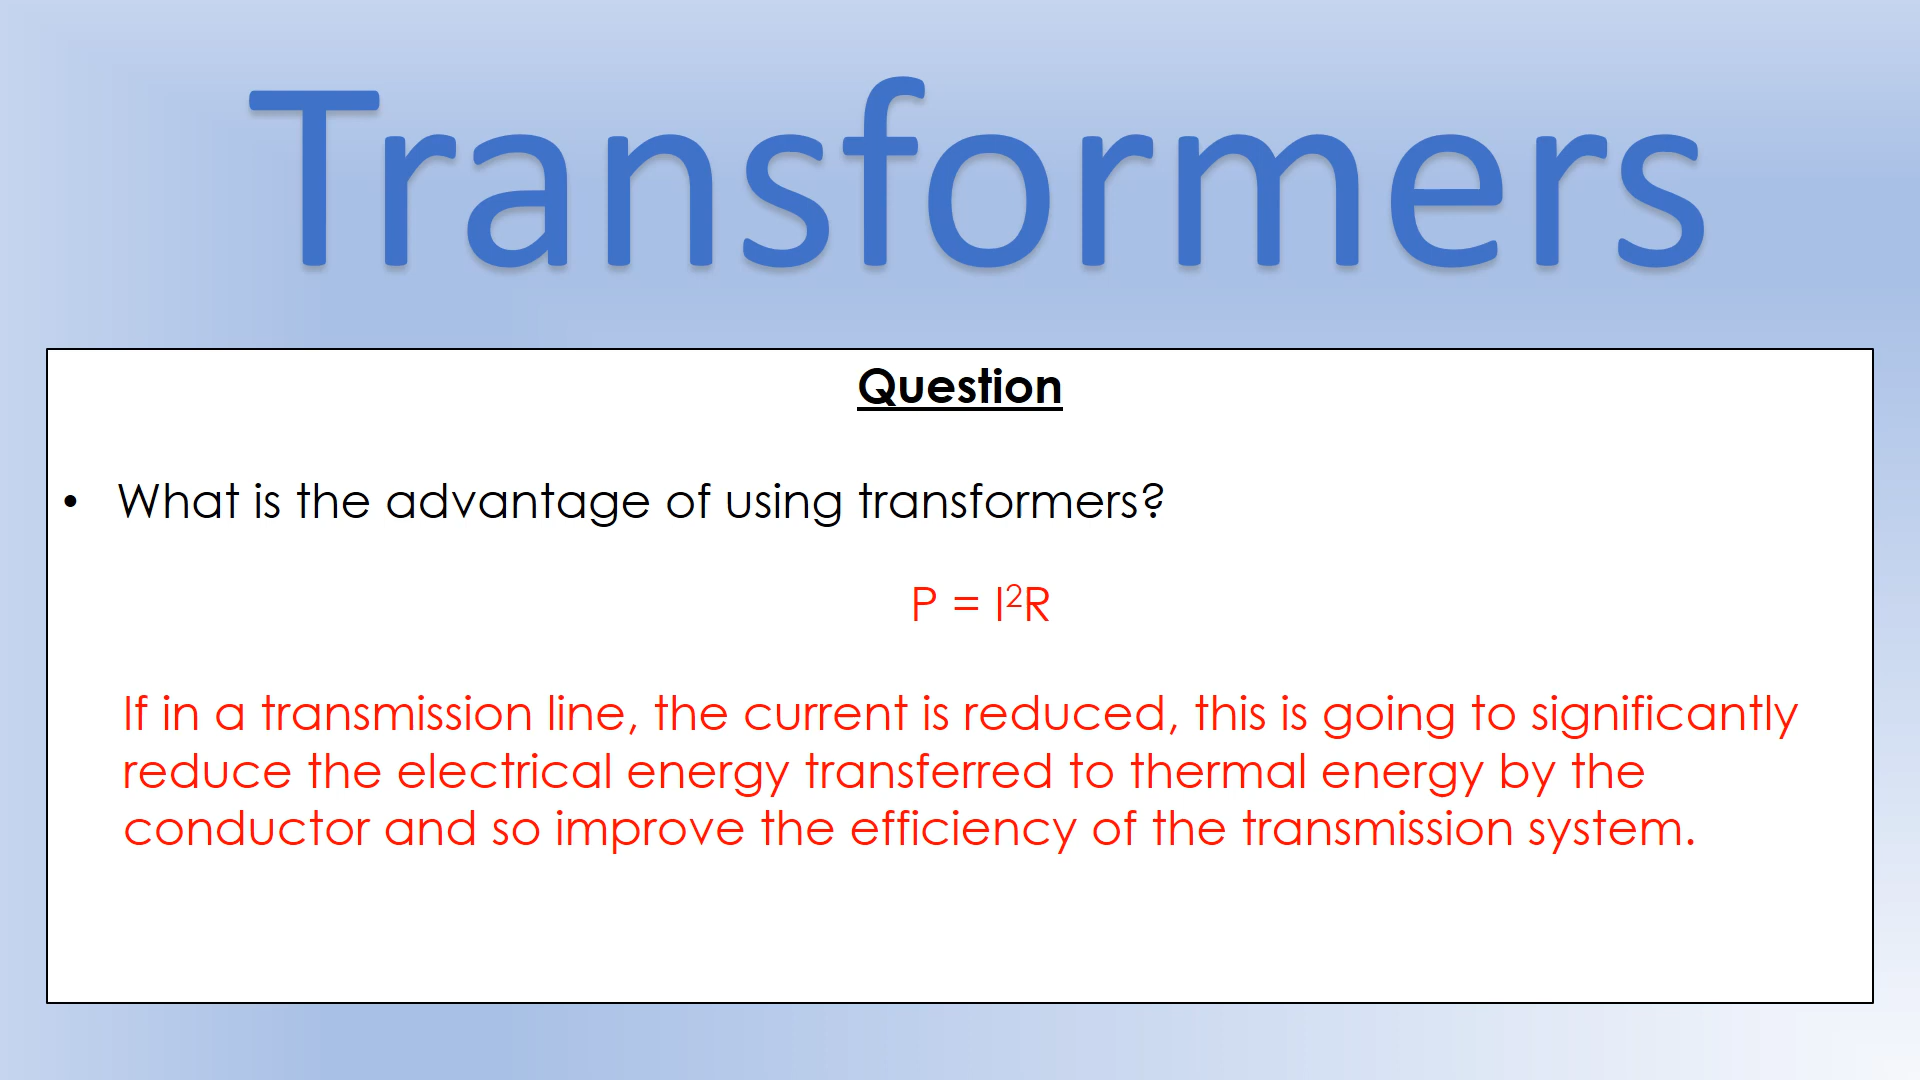 Transformers
Question
• What is the advantage of using transformers?
P = I²R
If in a transmission line, the current is reduced, this is going to significantly
reduce the electrical energy transferred to thermal energy by the
conductor and so improve the efficiency of the transmission system.